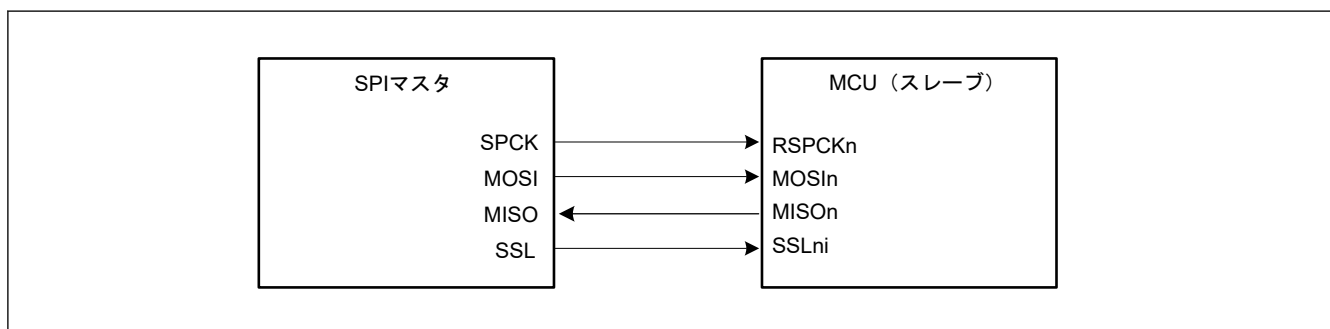 SPIマスタ
SPCK
MOSI
MISO
SSL
MCU（スレーブ）
RSPCKn
MOSIn
MISOn
SSLni